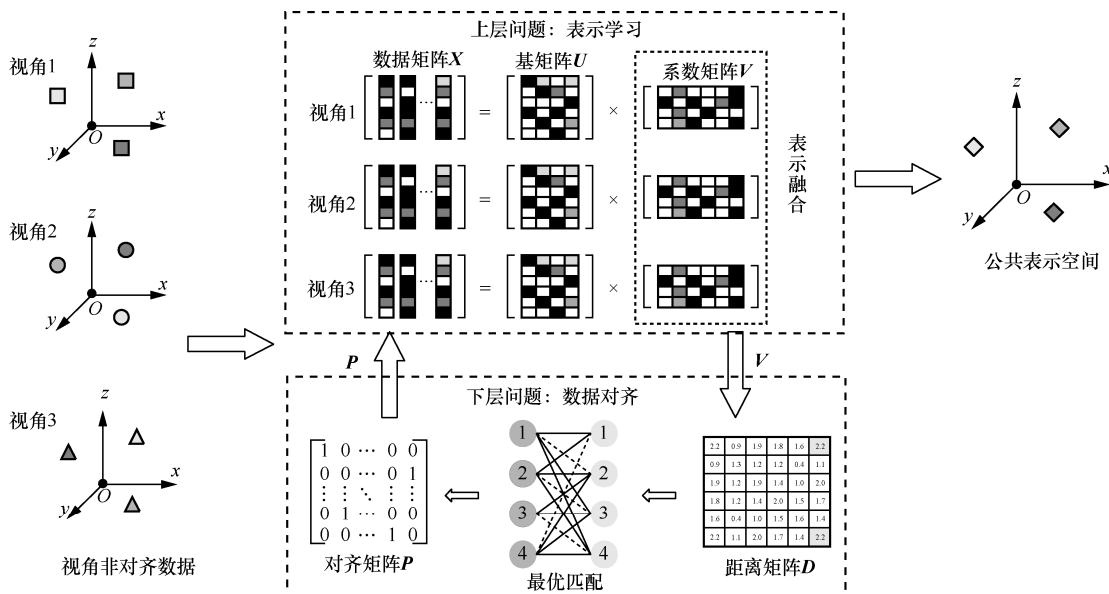 视角1
z
x
y
O
视角2
z
x
y
O
视角3
z
x
y
O
视角非对齐数据
上层问题：表示学习
数据矩阵X
基矩阵U
系数矩阵V
视角1
…
=
×
视角2
…
=
×
视角3
…
=
×
表示融合
P
V
下层问题：数据对齐
1 0 ⋯ 0 0
0 0 ⋯ 0 1
⋮ ⋮ ⋱ ⋮ ⋮
0 1 ⋯ 0 0
0 0 ⋯ 1 0
对齐矩阵P
1 1
2 2
3 3
4 4
最优匹配
2.2 0.9 1.9 1.8 1.6 2.2
0.9 1.3 1.2 1.2 0.4 1.1
1.9 1.2 1.9 1.4 1.0 2.0
1.8 1.2 1.4 2.0 1.5 1.7
1.6 0.4 1.0 1.5 1.6 1.4
2.2 1.1 2.0 1.7 1.4 2.2
距离矩阵D
z
x
y
O
公共表示空间